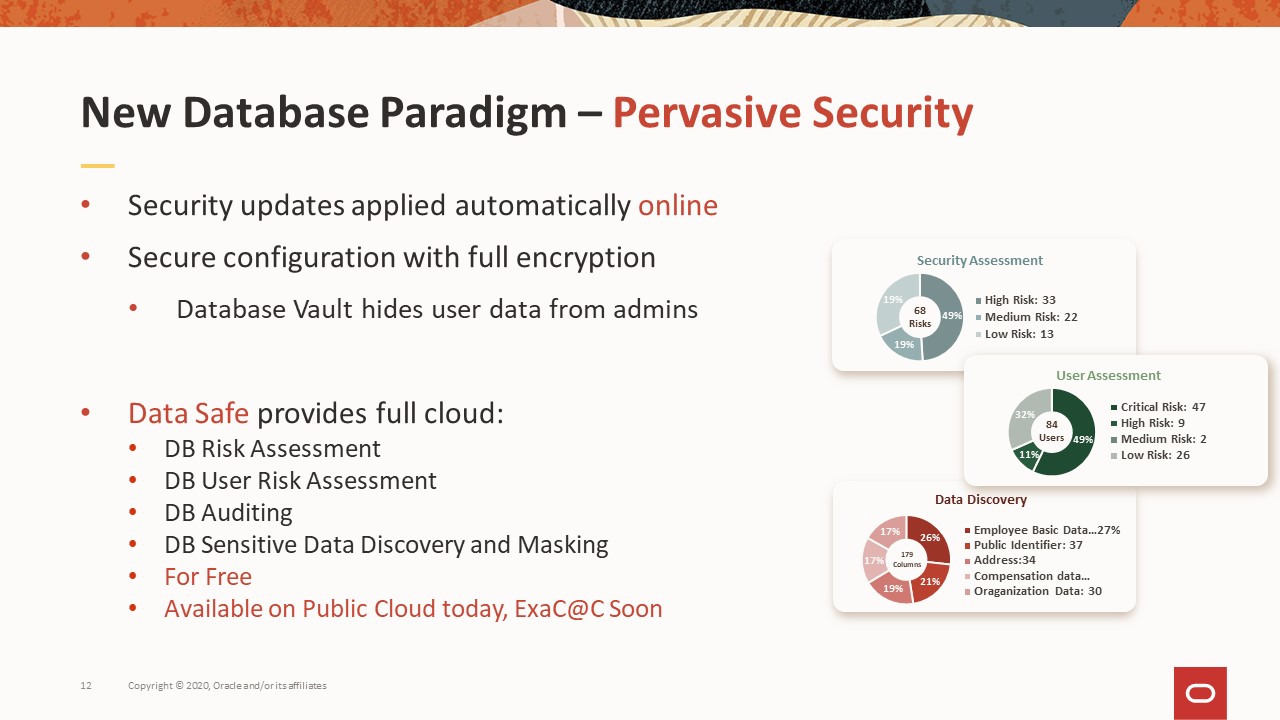 New Database Paradigm – Pervasive Security
• Security updates applied automatically online
• Secure configuration with full encryption
• Database Vault hides user data from admins
• Data Safe provides full cloud:
• DB Risk Assessment
• DB User Risk Assessment
• DB Auditing
• DB Sensitive Data Discovery and Masking
• For Free
• Available on Public Cloud today, ExaC@C Soon
Security Assessment
19%
49%
19%
68
Risks
High Risk: 33
Medium Risk: 22
Low Risk: 13
User Assessment
32%
49%
11%
84
Users
Critical Risk: 47
High Risk: 9
Medium Risk: 2
Low Risk: 26
Data Discovery
17%
26%
17%
21%
19%
179
Columns
Employee Basic Data...27%
Public Identifier: 37
Address:34
Compensation data...
Oraganization Data: 30
12
Copyright © 2020, Oracle and/or its affiliates